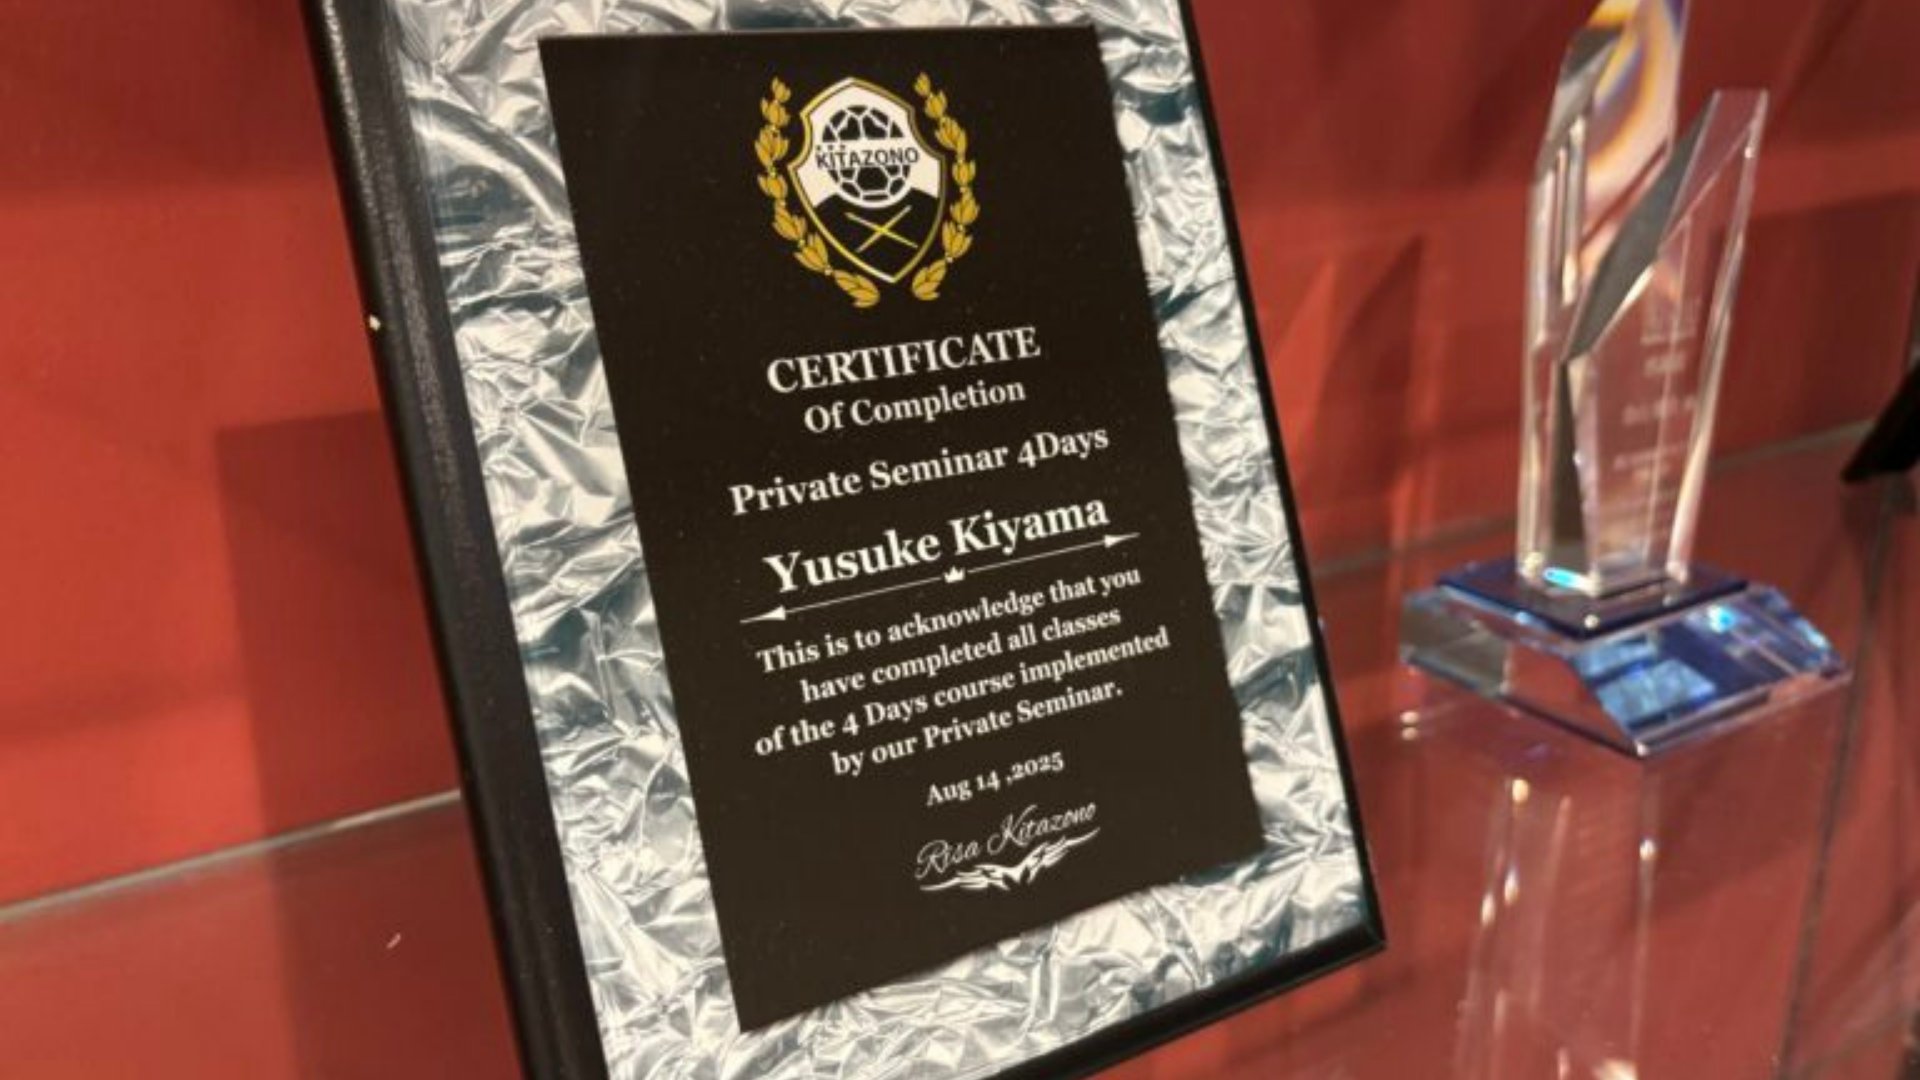 KITAZONO
CERTIFICATE
Of Completion
Private Seminar 4Days
Yusuke Kiyama
This is to acknowledge that you
have completed all classes
of the 4 Days course implemented
by our Private Seminar.
Aug 14 ,2025
Risa Kitazono